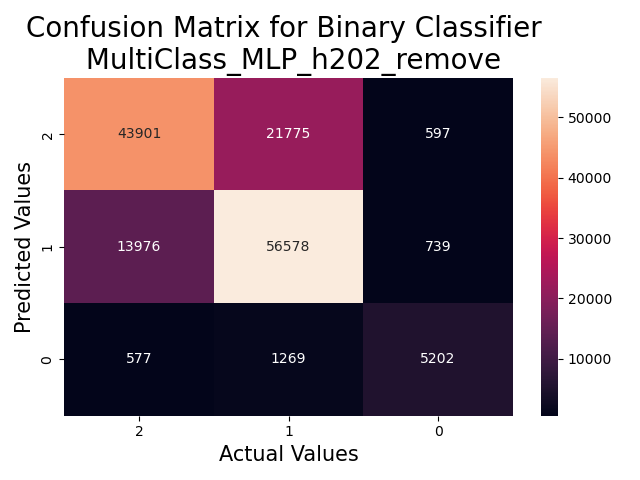 Confusion Matrix for Binary Classifier
MultiClass_MLP_h202_remove
Predicted Values
2
43901 21775 597
1
13976 56578 739
0
577 1269 5202
2 1 0
Actual Values
50000
40000
30000
20000
10000